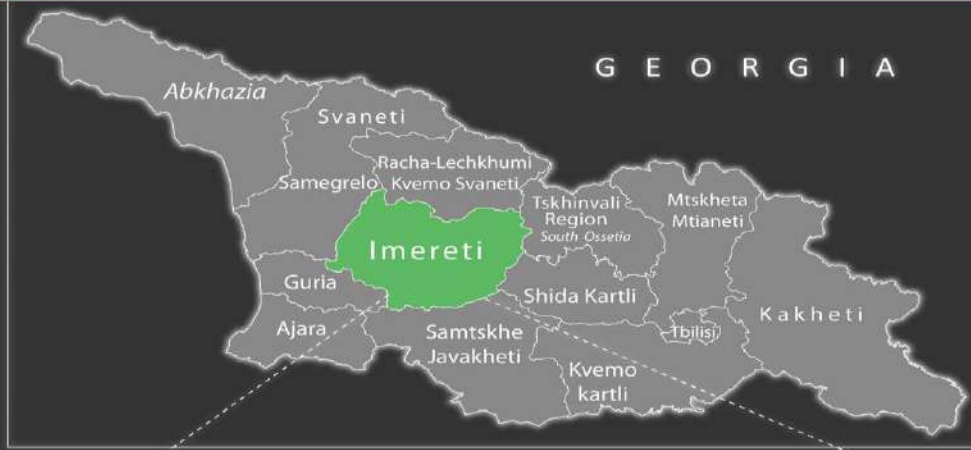 G E O R G I A
Abkhazia
Svaneti
Racha-Lechkhumi
Kvemo Svaneti
Samegrelo
Tskhinvali
Region
South Ossetia
Mtskheta
Mtianeti
Imereti
Guria
Shida Kartli
Kakheti
Ajara
Samtskhe
Javakheti
Tbilisi
Kvemo
kartli